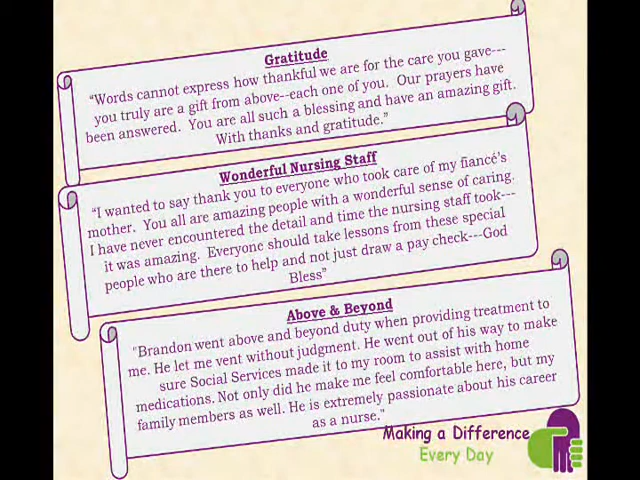 Gratitude
“Words cannot express how thankful we are for the care you gave---
you truly are a gift from above--each one of you. Our prayers have
been answered. You are all such a blessing and have an amazing gift.
With thanks and gratitude.”
Wonderful Nursing Staff
“I wanted to say thank you to everyone who took care of my fiancé’s
mother. You all are amazing people with a wonderful sense of caring.
I have never encountered the detail and time the nursing staff took---
it was amazing. Everyone should take lessons from these special
people who are there to help and not just draw a pay check---God
Bless”
Above & Beyond
"Brandon went above and beyond duty when providing treatment to
me. He let me vent without judgment. He went out of his way to make
sure Social Services made it to my room to assist with home
medications. Not only did he make me feel comfortable here, but my
family members as well. He is extremely passionate about his career
as a nurse.”
Making a Difference
Every Day